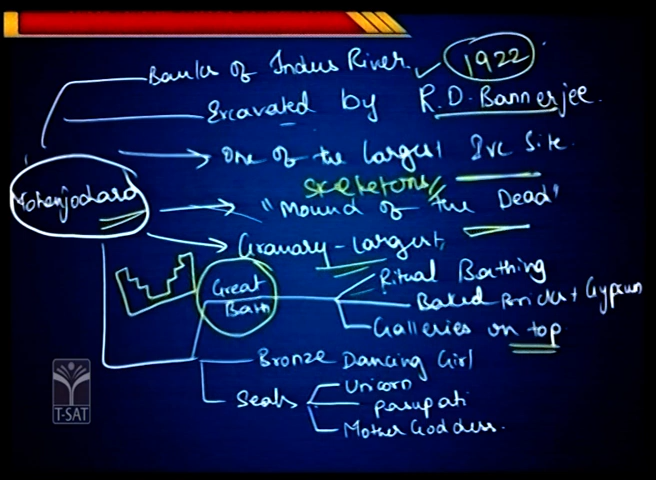 Banks of Indus River. 1922
Excavated by R.D. Bannerjee.
One of the largest Ivc Site.
skeletons
Mohenjodaro
"Mound of the Dead"
Granary - largest
Great Bath
Ritual Bathing
Baked Bricks + Gypsum
Galleries on top
Bronze Dancing Girl
Seals
Unicorn
Pasupati
Mother Goddess.
T-SAT